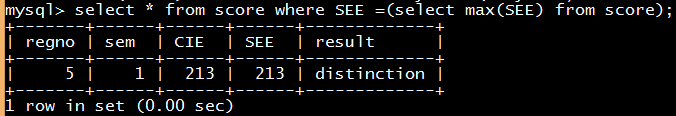 mysql> select * from score where SEE =(select max(SEE) from score);
+-------+------+------+------+-------------+
| regno | sem  | CIE  | SEE  | result      |
+-------+------+------+------+-------------+
|     5 |    1 |  213 |  213 | distinction |
+-------+------+------+------+-------------+
1 row in set (0.00 sec)